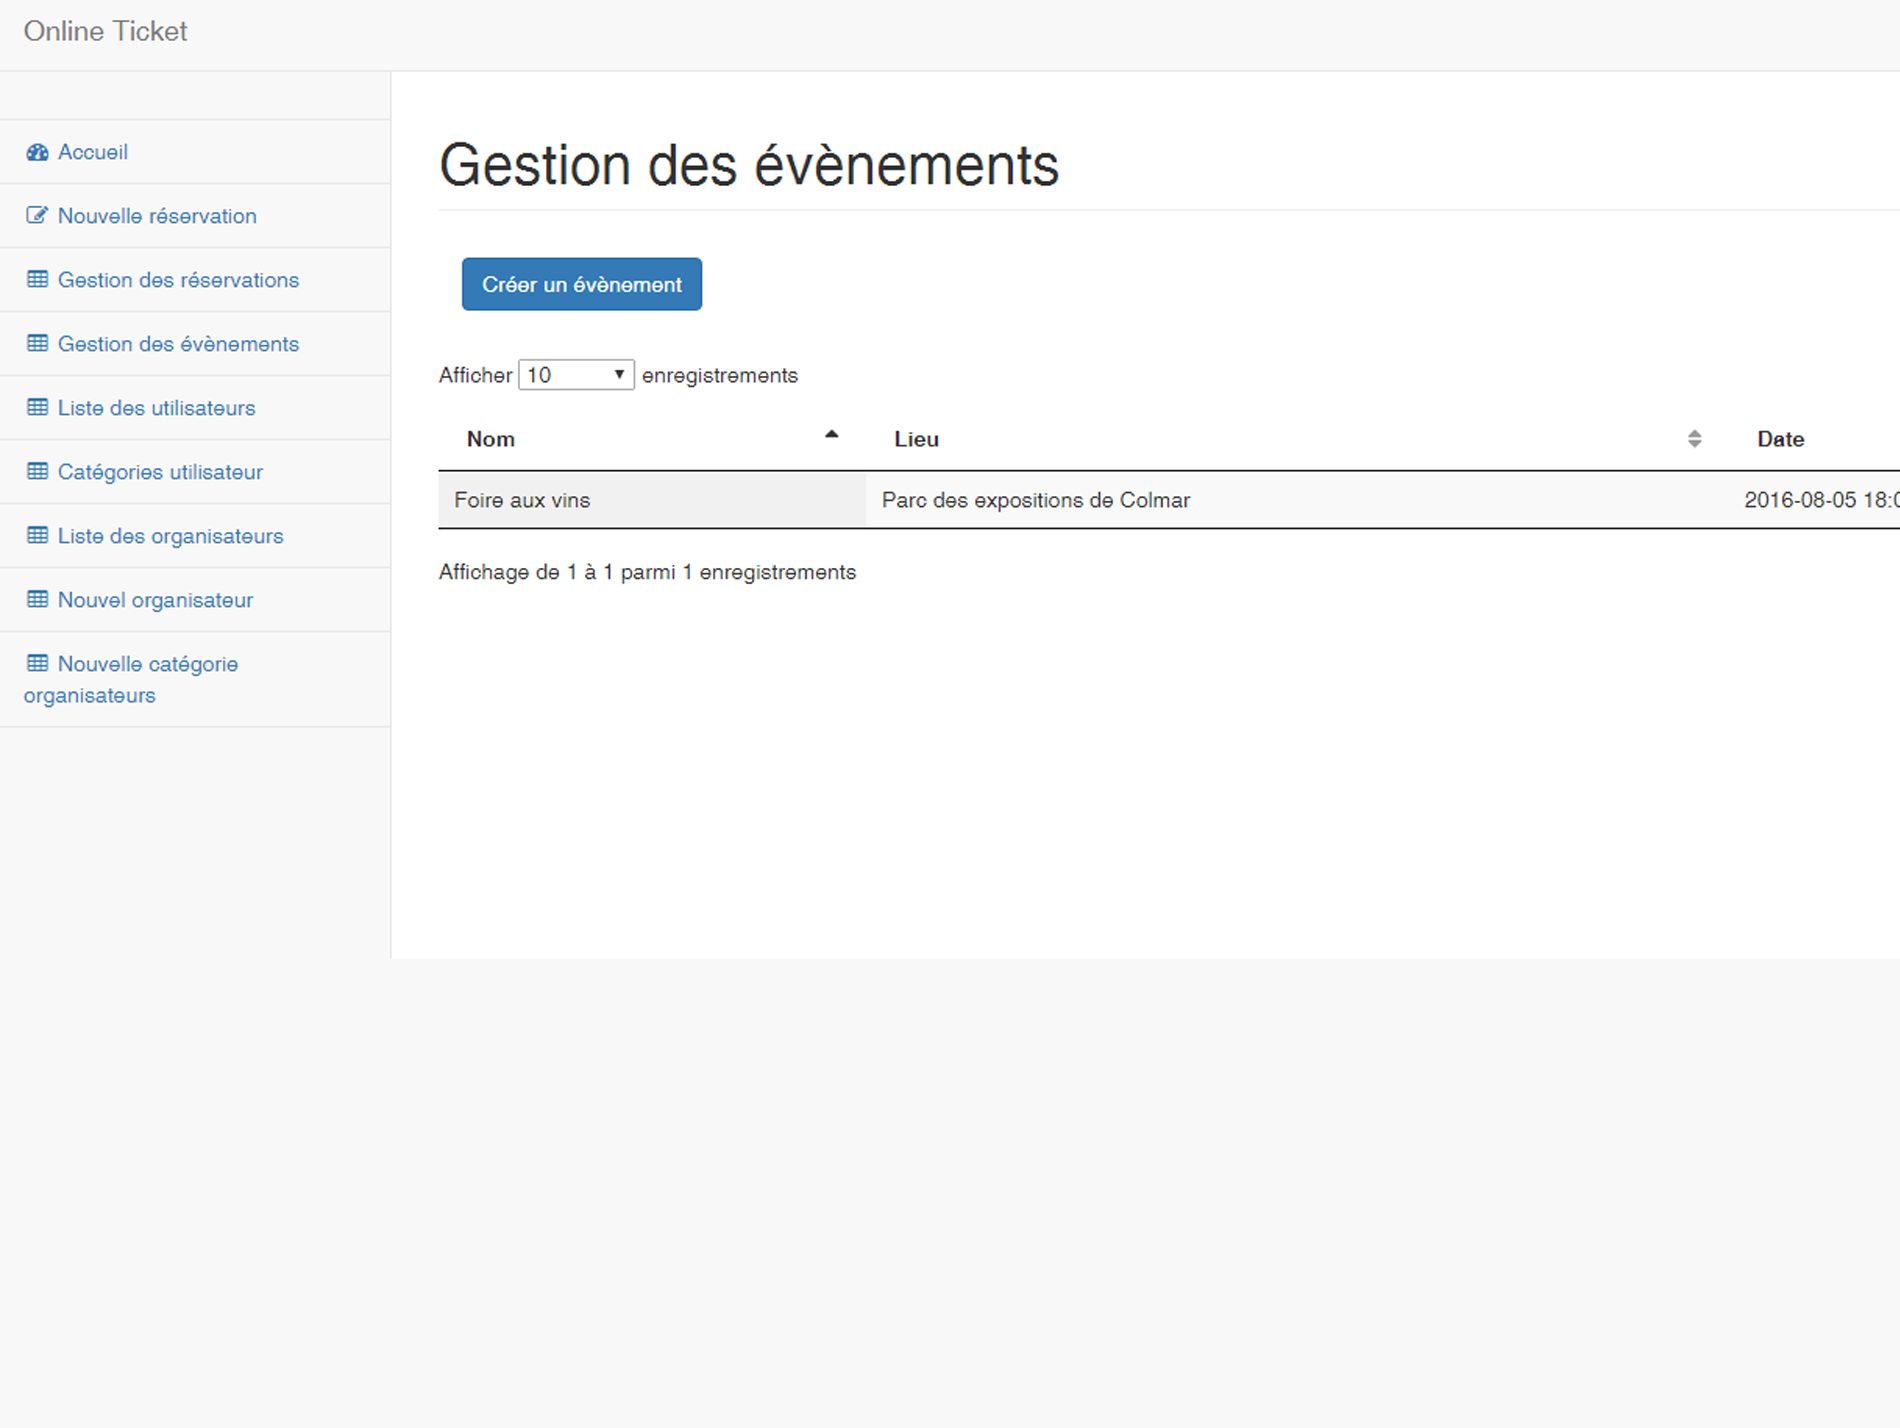 Online Ticket
Accueil
Nouvelle réservation
Gestion des réservations
Gestion des évènements
Liste des utilisateurs
Catégories utilisateur
Liste des organisateurs
Nouvel organisateur
Nouvelle catégorie
organisateurs
Gestion des évènements
Créer un évènement
Afficher 10 enregistrements
Nom Lieu Date
Foire aux vins Parc des expositions de Colmar 2016-08-05
Affichage de 1 à 1 parmi 1 enregistrements